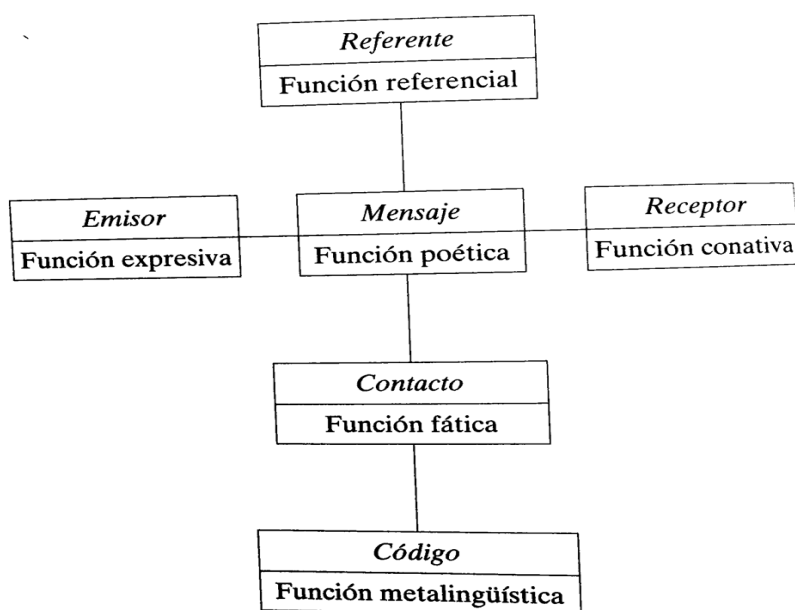 Referente
Función referencial
Emisor
Función expresiva
Mensaje
Función poética
Receptor
Función conativa
Contacto
Función fática
Código
Función metalingüística